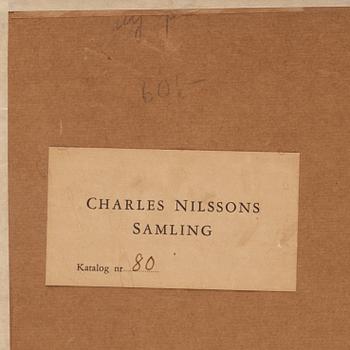 60:-
CHARLES NILSSONS
SAMLING
Katalog nr 80